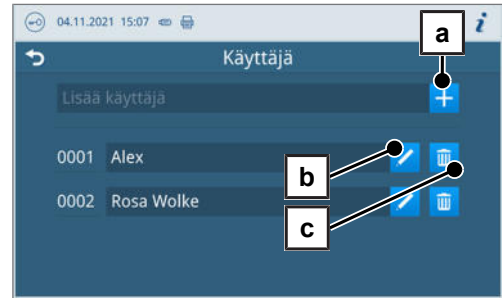 04.11.2021 15:07
a
i
Käyttäjä
Lisää käyttäjä
0001 Alex
b
0002 Rosa Wolke
c